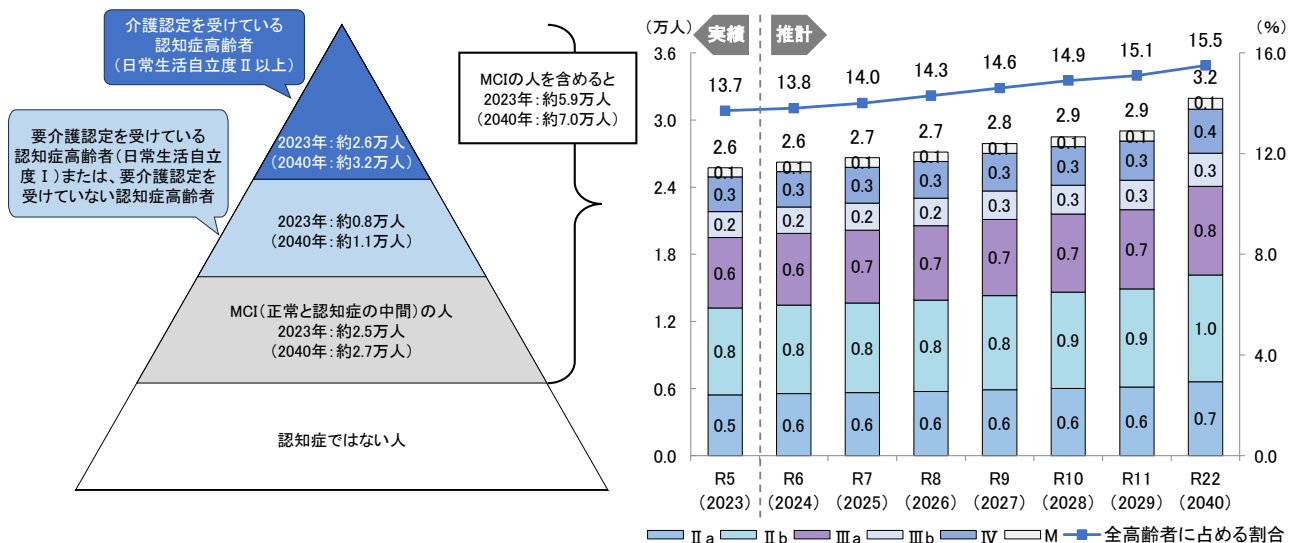 介護認定を受けている
認知症高齢者
（日常生活自立度Ⅱ以上）
要介護認定を受けている
認知症高齢者（日常生活自立
度Ⅰ）または、要介護認定を
受けていない認知症高齢者
2023年：約2.6万人
（2040年：約3.2万人）
2023年：約0.8万人
（2040年：約1.1万人）
MCI（正常と認知症の中間）の人
2023年：約2.5万人
（2040年：約2.7万人）
認知症ではない人
MCIの人を含めると
2023年：約5.9万人
（2040年：約7.0万人）
（万人） 実績 推計 （%）
3.6 3.0 2.4 1.8 1.2 0.6 0.0
16.0 12.0 8.0 4.0 0.0
13.7 13.8 14.0 14.3 14.6 14.9 15.1 15.5
2.6 2.6 2.7 2.7 2.8 2.9 2.9 3.2
0.1 0.1 0.1 0.1 0.1 0.1 0.1 0.1
0.3 0.3 0.3 0.3 0.3 0.3 0.3 0.4
0.2 0.2 0.2 0.2 0.3 0.3 0.3 0.3
0.6 0.6 0.7 0.7 0.7 0.7 0.7 0.8
0.8 0.8 0.8 0.8 0.8 0.9 0.9 1.0
0.5 0.6 0.6 0.6 0.6 0.6 0.6 0.7
R5 R6 R7 R8 R9 R10 R11 R22
（2023） （2024） （2025） （2026） （2027） （2028） （2029） （2040）
Ⅱa Ⅱb Ⅲa Ⅲb Ⅳ M 全高齢者に占める割合